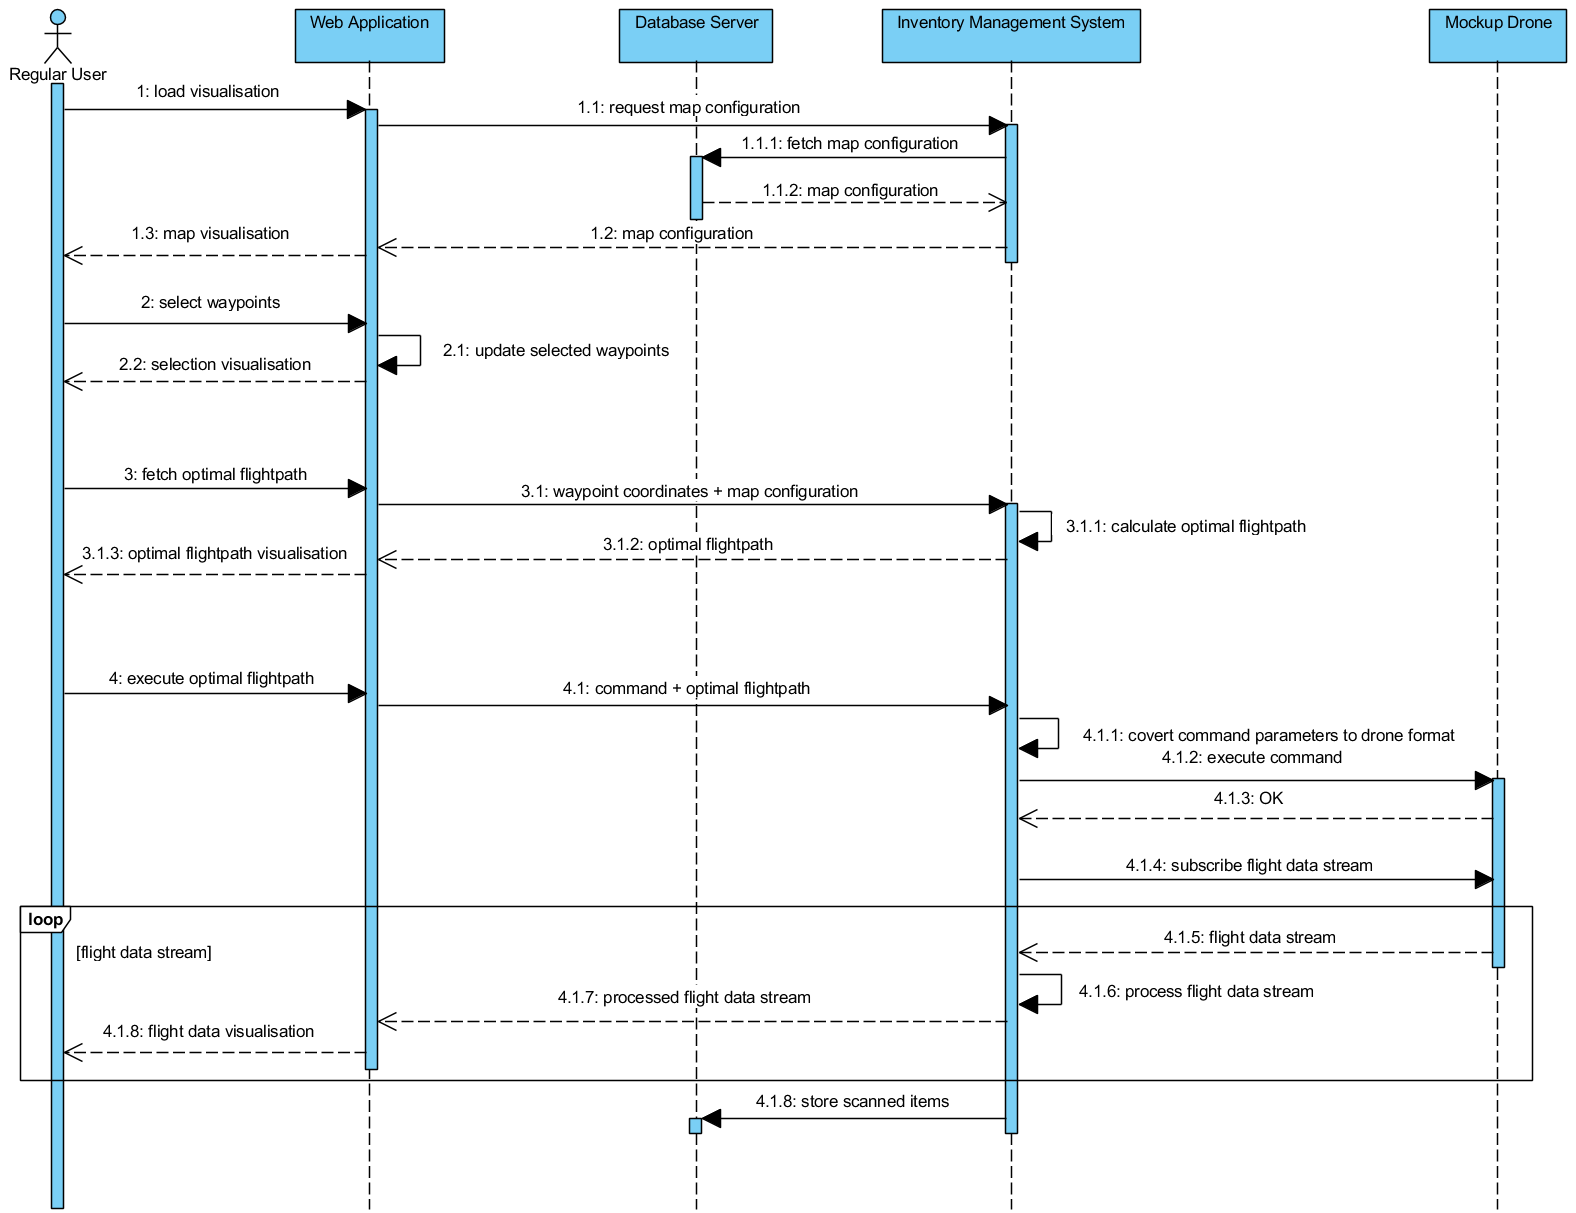 Regular User
Web Application
Database Server
Inventory Management System
Mockup Drone
1: load visualisation
1.1: request map configuration
1.1.1: fetch map configuration
1.1.2: map configuration
1.2: map configuration
1.3: map visualisation
2: select waypoints
2.1: update selected waypoints
2.2: selection visualisation
3: fetch optimal flightpath
3.1: waypoint coordinates + map configuration
3.1.1: calculate optimal flightpath
3.1.2: optimal flightpath
3.1.3: optimal flightpath visualisation
4: execute optimal flightpath
4.1: command + optimal flightpath
4.1.1: covert command parameters to drone format
4.1.2: execute command
4.1.3: OK
4.1.4: subscribe flight data stream
loop
[flight data stream]
4.1.5: flight data stream
4.1.6: process flight data stream
4.1.7: processed flight data stream
4.1.8: flight data visualisation
4.1.8: store scanned items